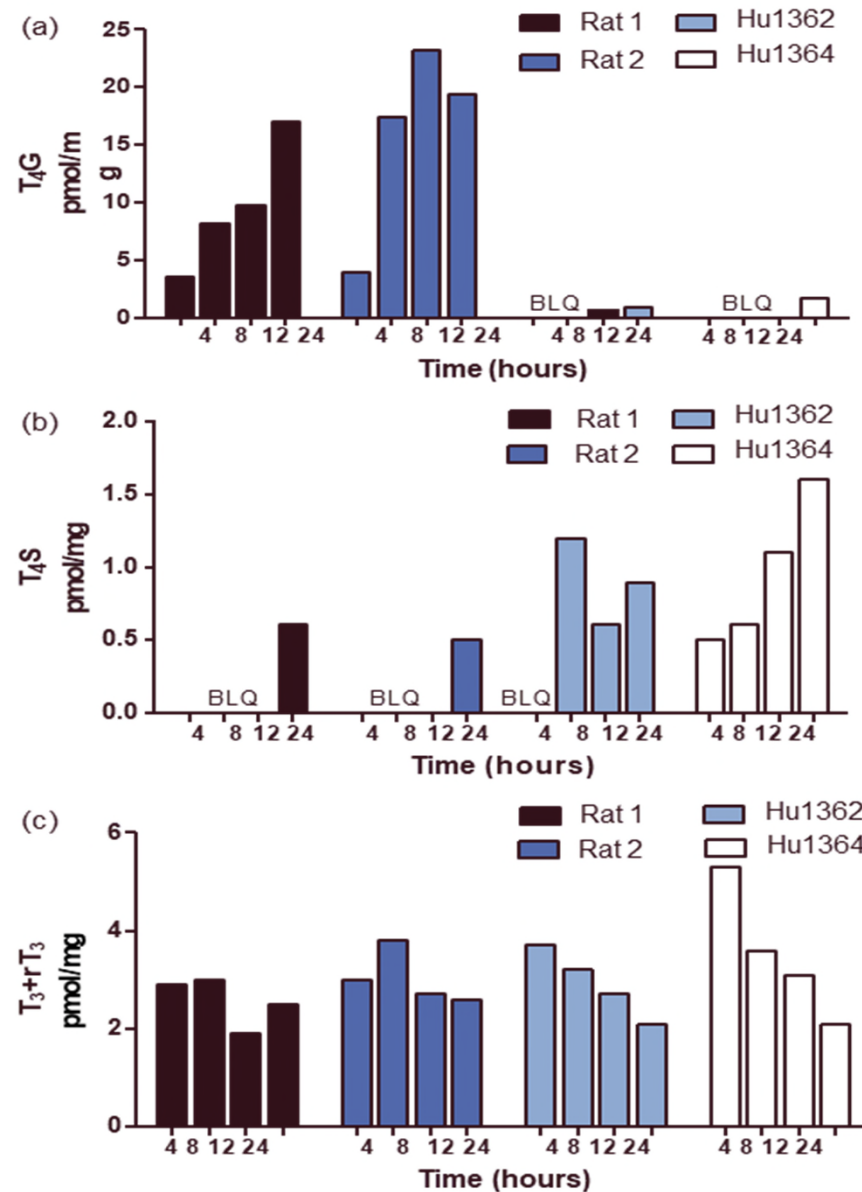 (a)
25
20
15
10
5
0
T₄G
pmol/m
g
Rat 1
Hu1362
Rat 2
Hu1364
BLQ
BLQ
4 8 12 24
4 8 12 24
4 8 12 24
4 8 12 24
Time (hours)
(b)
2.0
1.5
1.0
0.5
0.0
T₄S
pmol/mg
Rat 1
Hu1362
Rat 2
Hu1364
BLQ
BLQ
BLQ
4 8 12 24
4 8 12 24
4 8 12 24
4 8 12 24
Time (hours)
(c)
6
4
2
0
T₃+rT₃
pmol/mg
Rat 1
Hu1362
Rat 2
Hu1364
4 8 12 24
4 8 12 24
4 8 12 24
4 8 12 24
Time (hours)